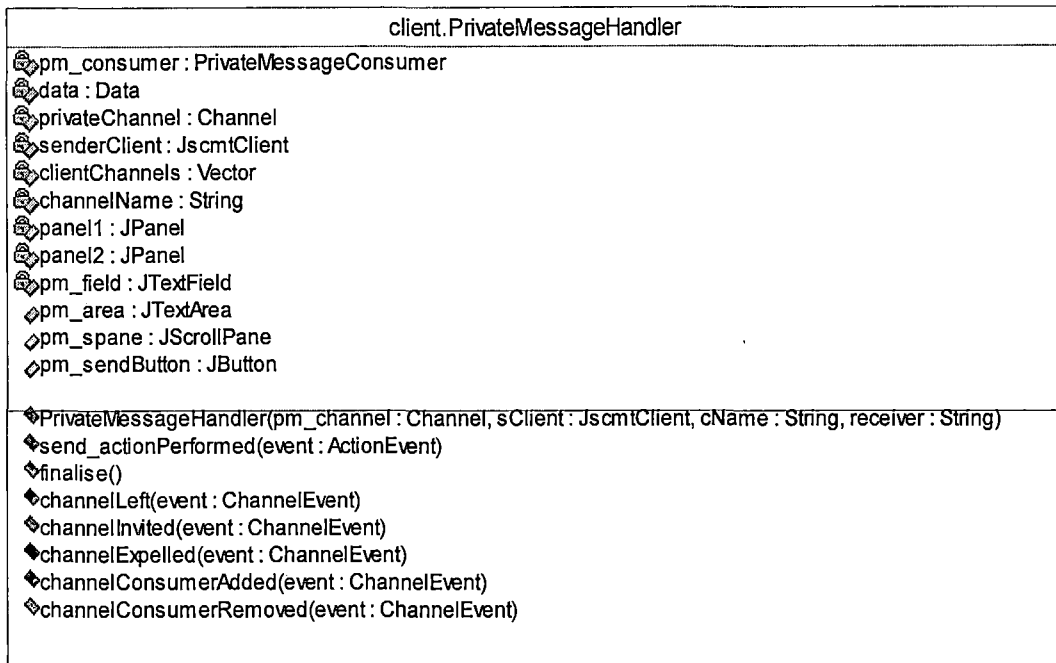 client.PrivateMessageHandler
pm_consumer : PrivateMessageConsumer
data : Data
privateChannel : Channel
senderClient : JscmtClient
clientChannels : Vector
channelName : String
panel1 : JPanel
panel2 : JPanel
pm_field : JTextField
pm_area : JTextArea
pm_spane : JScrollPane
pm_sendButton : JButton
PrivateMessageHandler(pm_channel : Channel, sClient : JscmtClient, cName : String, receiver : String)
send_actionPerformed(event : ActionEvent)
finalise()
channelLeft(event : ChannelEvent)
channelInvited(event : ChannelEvent)
channelExpelled(event : ChannelEvent)
channelConsumerAdded(event : ChannelEvent)
channelConsumerRemoved(event : ChannelEvent)